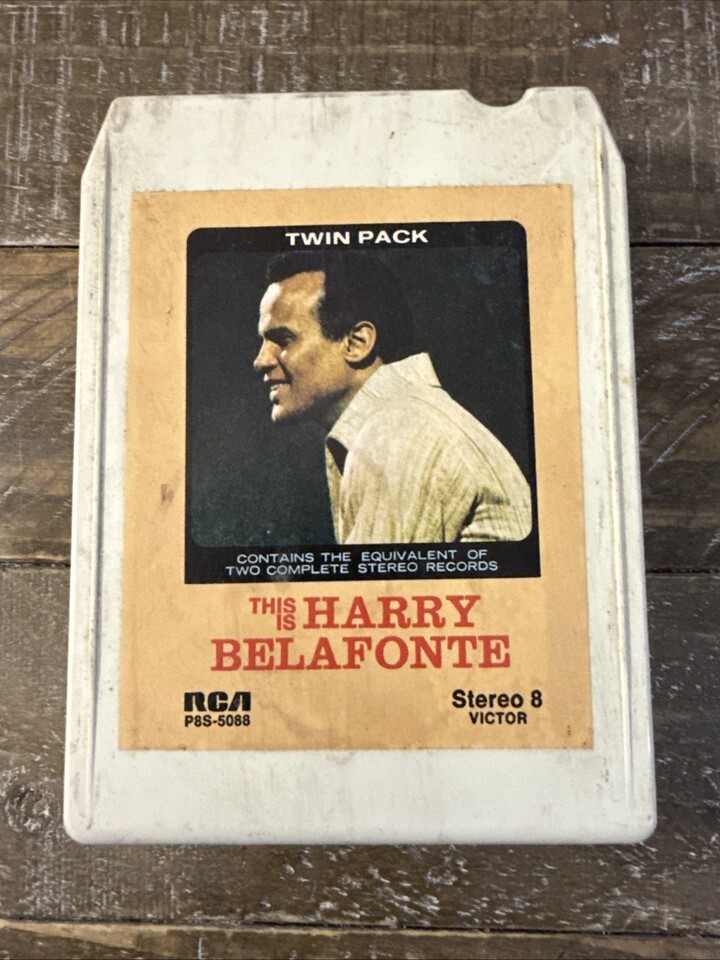 TWIN PACK
CONTAINS THE EQUIVALENT OF
TWO COMPLETE STEREO RECORDS
THIS IS HARRY
BELAFONTE
RCA
P8S-5088
Stereo 8
VICTOR